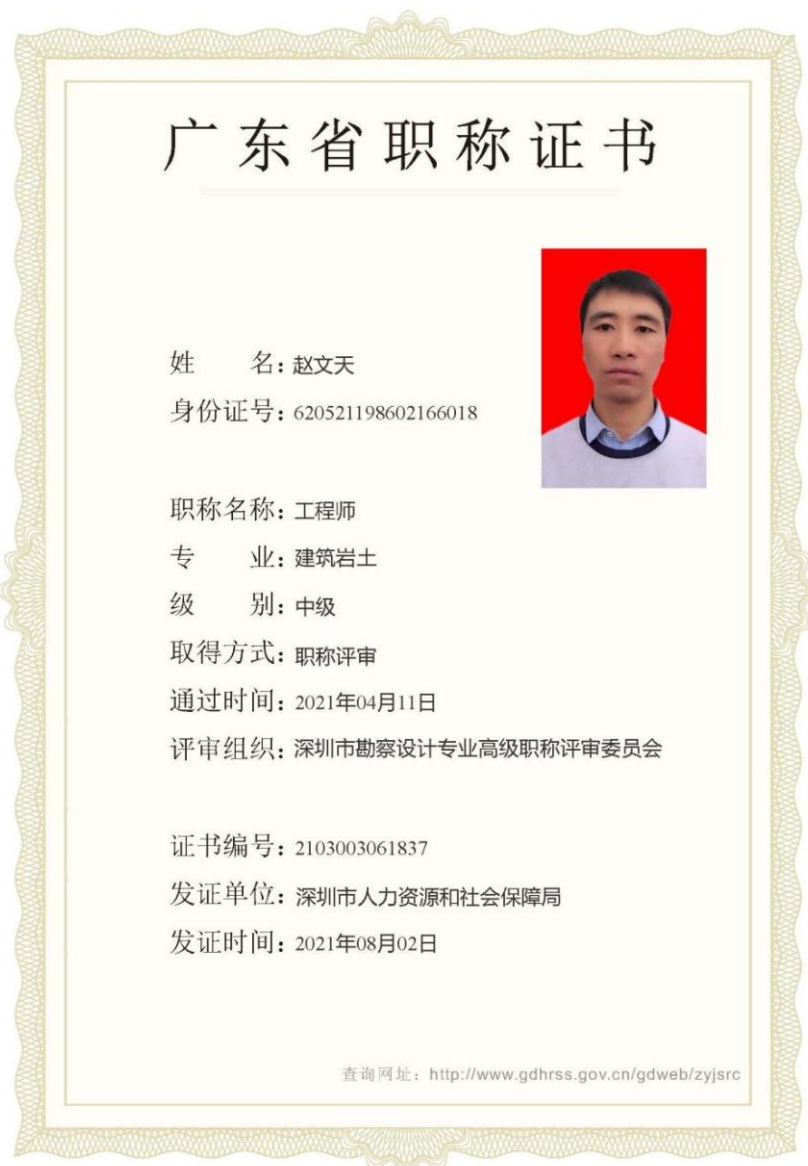 广东省职称证书
姓 名：赵文天
身份证号：620521198602166018
职称名称：工程师
专 业：建筑岩土
级 别：中级
取得方式：职称评审
通过时间：2021年04月11日
评审组织：深圳市勘察设计专业高级职称评审委员会
证书编号：2103003061837
发证单位：深圳市人力资源和社会保障局
发证时间：2021年08月02日
查询网址：http://www.gdhrss.gov.cn/gdweb/zyjsrc